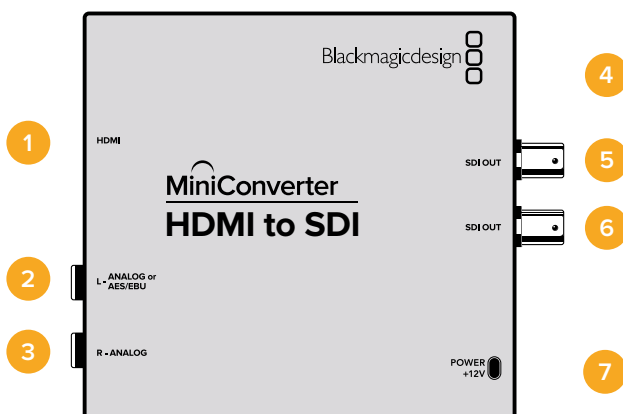 Blackmagicdesign
4
1
HDMI
SDI OUT
5
MiniConverter
HDMI to SDI
SDI OUT
6
2
L - ANALOG or
AES/EBU
3
R - ANALOG
POWER
+12V
7